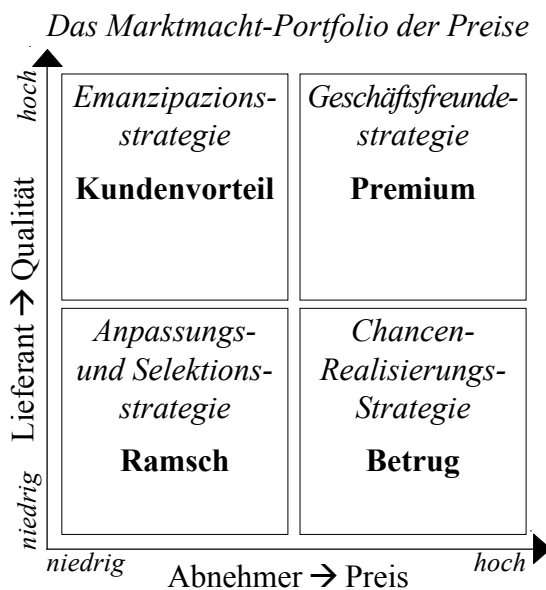 Das Marktmacht-Portfolio der Preise
hoch
Lieferant → Qualität
niedrig
Emanzipazions-
strategie
Kundenvorteil
Geschäftsfreunde-
strategie
Premium
Anpassungs-
und Selektions-
strategie
Ramsch
Chancen-
Realisierungs-
Strategie
Betrug
niedrig
hoch
Abnehmer → Preis